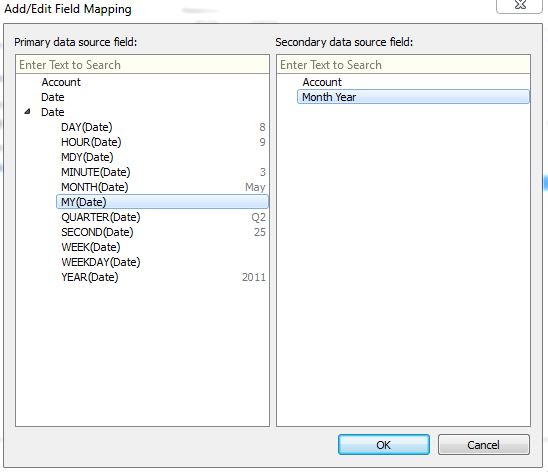 Add/Edit Field Mapping
Primary data source field:
Enter Text to Search
Account
Date
Date
DAY(Date) 8
HOUR(Date) 9
MDY(Date)
MINUTE(Date) 3
MONTH(Date) May
MY(Date)
QUARTER(Date) Q2
SECOND(Date) 25
WEEK(Date)
WEEKDAY(Date)
YEAR(Date) 2011
Secondary data source field:
Enter Text to Search
Account
Month Year
OK
Cancel